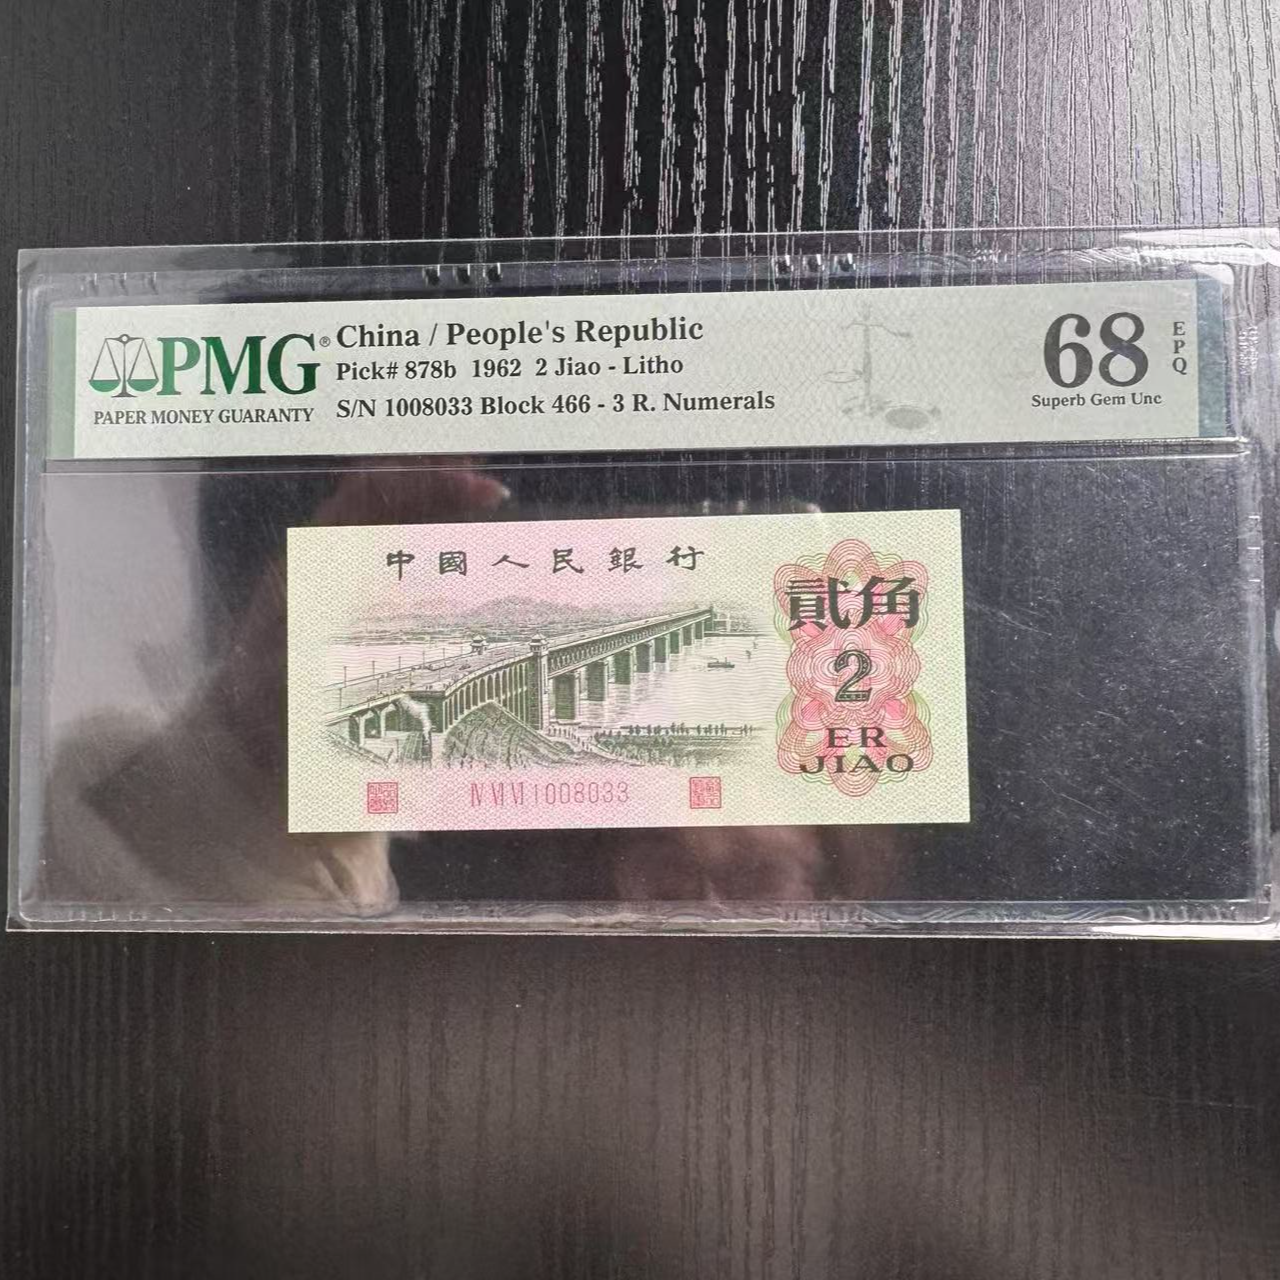 PMG®
PAPER MONEY GUARANTY
China / People's Republic
Pick# 878b 1962 2 Jiao - Litho
S/N 1008033 Block 466 - 3 R. Numerals
68
EPQ
Superb Gem Unc
中國人民銀行
貳角
2
ER
JIAO
Ⅳ Ⅵ Ⅵ 1008033